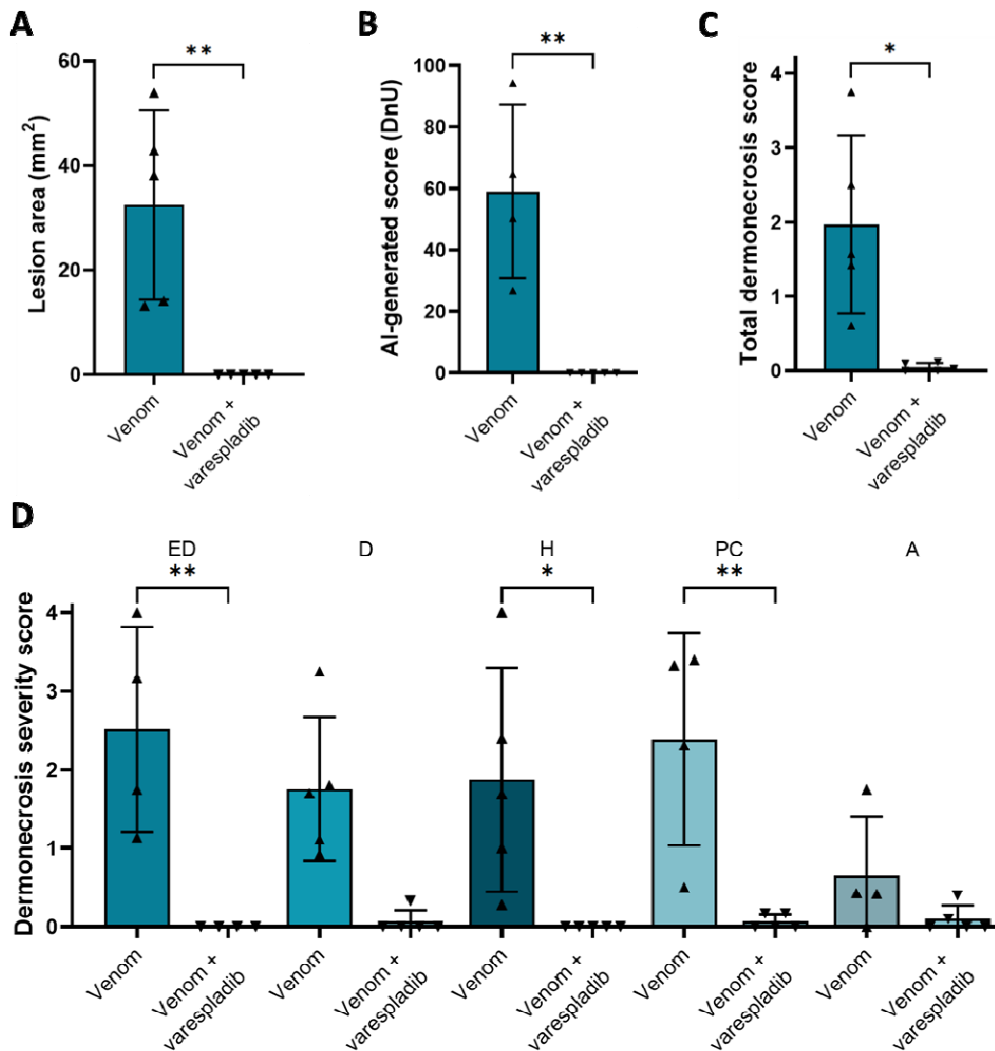 A
**
Lesion area (mm²)
60
40
20
0
Venom
Venom +
varespladib
B
**
AI-generated score (DnU)
100
80
60
40
20
0
Venom
Venom +
varespladib
C
*
Total dermonecrosis score
4
3
2
1
0
Venom
Venom +
varespladib
D
ED
D
H
PC
A
**
*
**
Dermonecrosis severity score
4
3
2
1
0
Venom
Venom +
varespladib
Venom
Venom +
varespladib
Venom
Venom +
varespladib
Venom
Venom +
varespladib
Venom
Venom +
varespladib